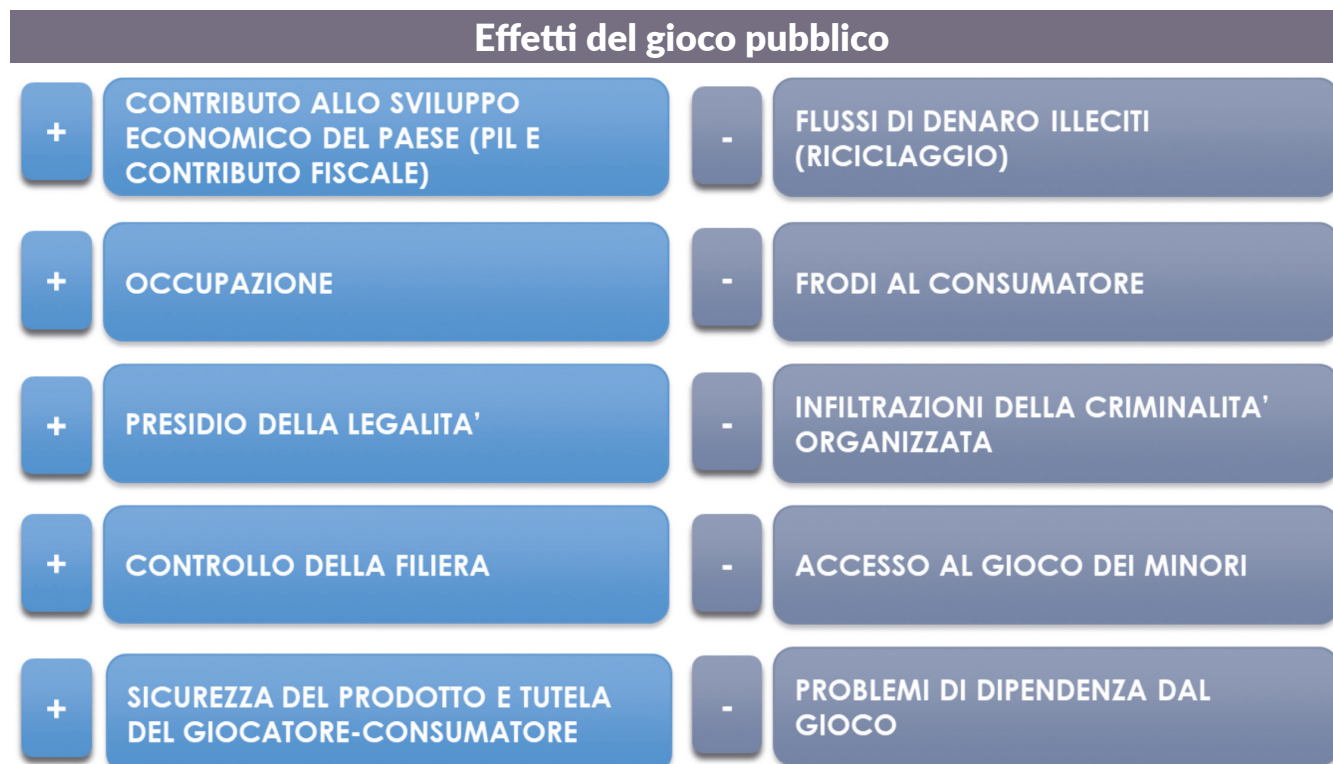 Effetti del gioco pubblico
+
CONTRIBUTO ALLO SVILUPPO
ECONOMICO DEL PAESE (PIL E
CONTRIBUTO FISCALE)
-
FLUSSI DI DENARO ILLECITI
(RICICLAGGIO)
+
OCCUPAZIONE
-
FRODI AL CONSUMATORE
+
PRESIDIO DELLA LEGALITA’
-
INFILTRAZIONI DELLA CRIMINALITA’
ORGANIZZATA
+
CONTROLLO DELLA FILIERA
-
ACCESSO AL GIOCO DEI MINORI
+
SICUREZZA DEL PRODOTTO E TUTELA
DEL GIOCATORE-CONSUMATORE
-
PROBLEMI DI DIPENDENZA DAL
GIOCO